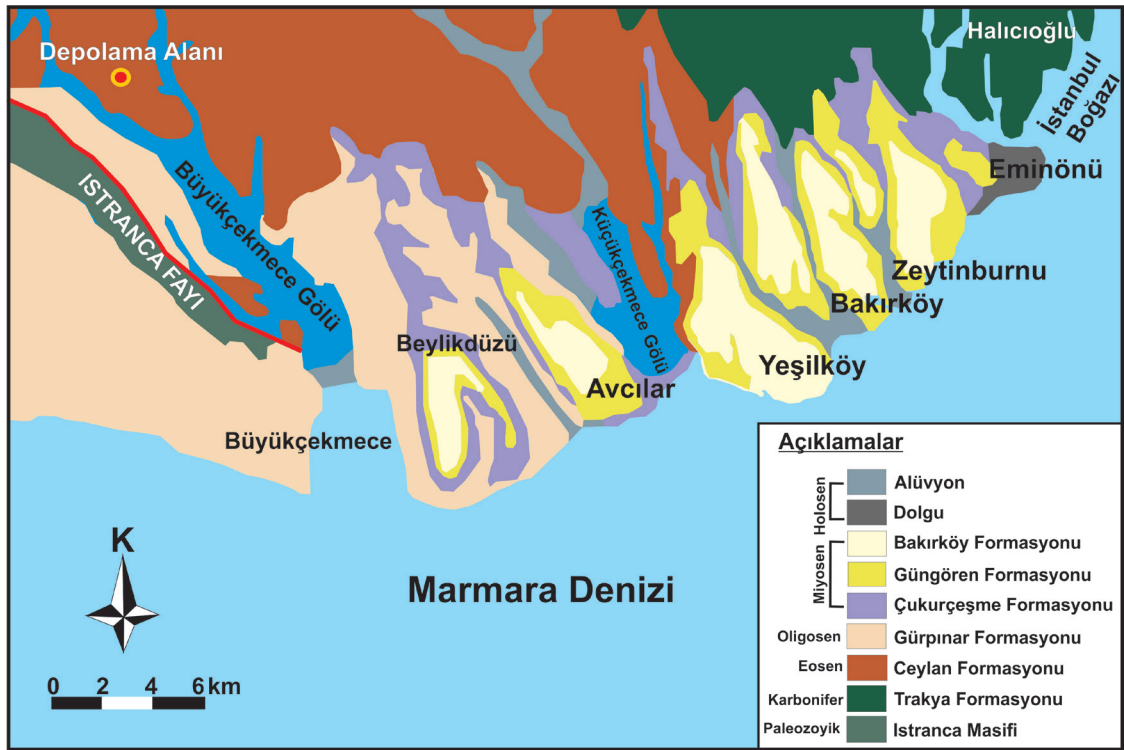 Halıcıoğlu
Depolama Alanı
İstanbul
Boğazı
Eminönü
Büyükçekmece Gölü
ISTRANCA FAYI
Küçükçekmece Gölü
Zeytinburnu
Bakırköy
Beylikdüzü
Yeşilköy
Avcılar
Büyükçekmece
Marmara Denizi
K
0 2 4 6 km
Açıklamalar
Holosen
Alüvyon
Dolgu
Miyosen
Bakırköy Formasyonu
Güngören Formasyonu
Çukurçeşme Formasyonu
Oligosen Gürpınar Formasyonu
Eosen Ceylan Formasyonu
Karbonifer Trakya Formasyonu
Paleozoyik Istranca Masifi